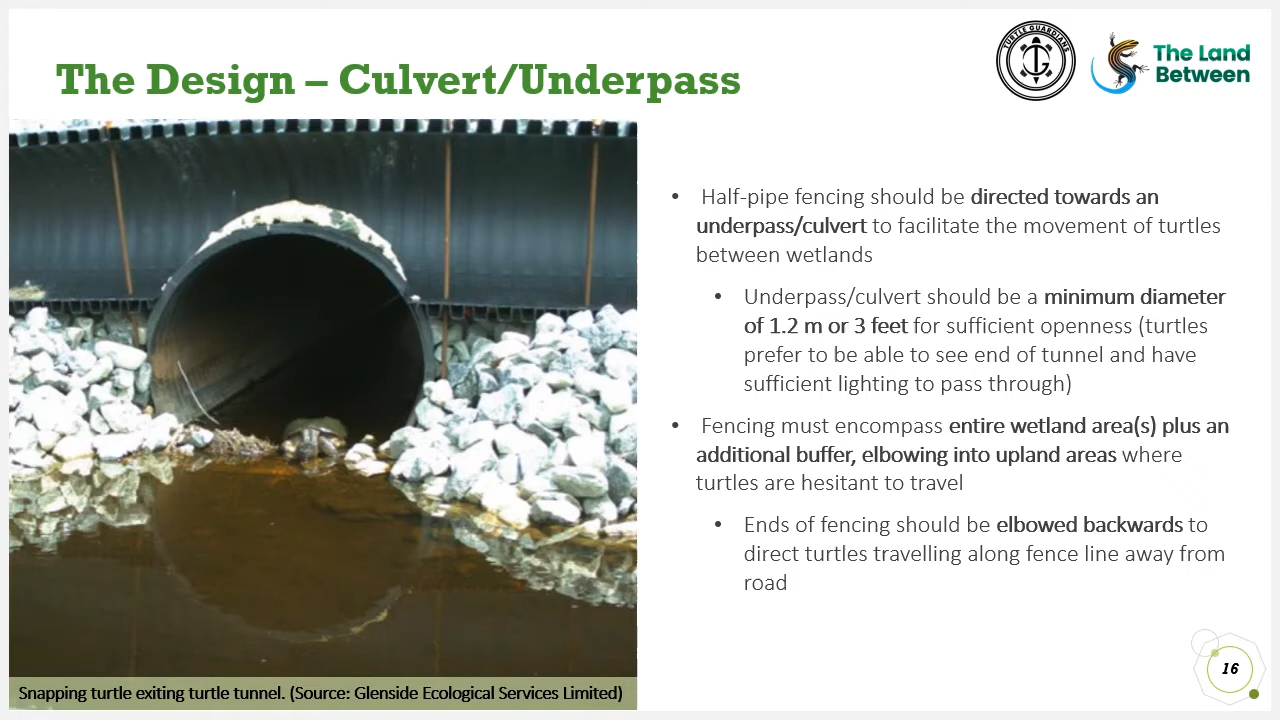 The Design – Culvert/Underpass
TURTLE GUARDIANS
TG
The Land
Between
• Half-pipe fencing should be directed towards an
underpass/culvert to facilitate the movement of turtles
between wetlands
• Underpass/culvert should be a minimum diameter
of 1.2 m or 3 feet for sufficient openness (turtles
prefer to be able to see end of tunnel and have
sufficient lighting to pass through)
• Fencing must encompass entire wetland area(s) plus an
additional buffer, elbowing into upland areas where
turtles are hesitant to travel
• Ends of fencing should be elbowed backwards to
direct turtles travelling along fence line away from
road
Snapping turtle exiting turtle tunnel. (Source: Glenside Ecological Services Limited)
16